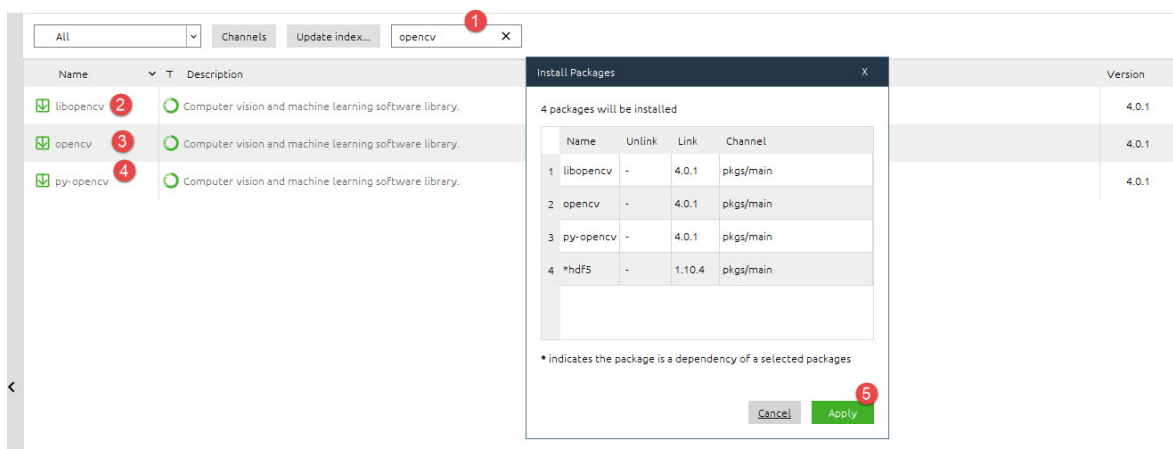 1
All Channels Update index... opencv X
Name T Description Version
libopencv 2 Computer vision and machine learning software library. 4.0.1
opencv 3 Computer vision and machine learning software library. 4.0.1
py-opencv 4 Computer vision and machine learning software library. 4.0.1
Install Packages X
4 packages will be installed
Name Unlink Link Channel
1 libopencv - 4.0.1 pkgs/main
2 opencv - 4.0.1 pkgs/main
3 py-opencv - 4.0.1 pkgs/main
4 *hdf5 - 1.10.4 pkgs/main
* indicates the package is a dependency of a selected packages
5
Cancel Apply